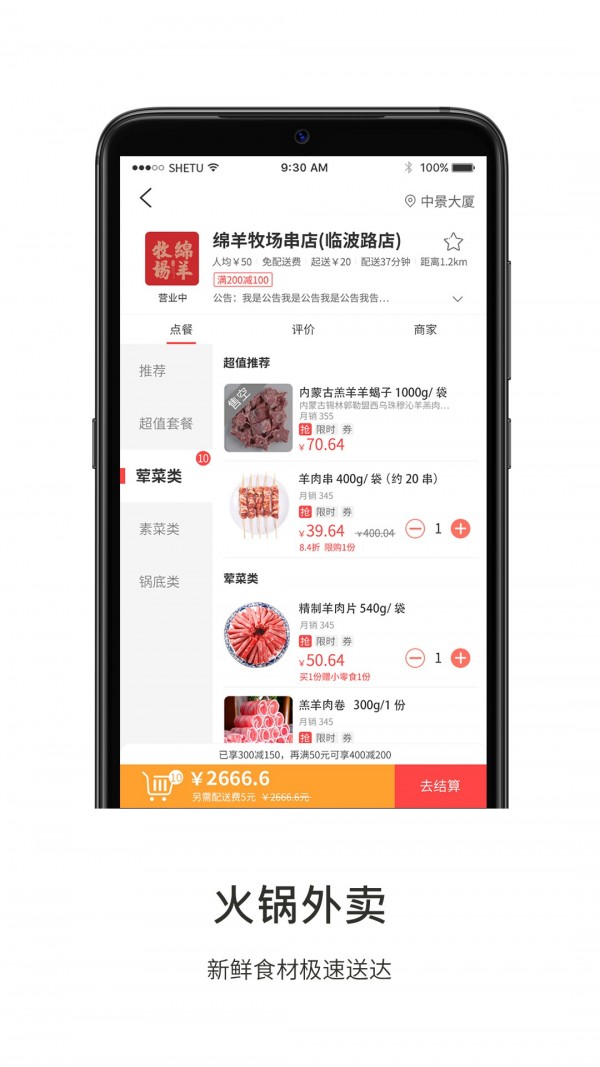 SHETU 9:30 AM 100%
中景大厦
绵羊牧场
绵羊牧场串店(临波路店)
人均￥50 免配送费 起送￥20 配送37分钟 距离1.2km
满200减100
营业中
公告：我是公告我是公告我是公告我告…
点餐 评价 商家
推荐
超值套餐
10
荤菜类
素菜类
锅底类
超值推荐
售空
内蒙古羔羊羊蝎子 1000g/ 袋
内蒙古锡林郭勒盟西乌珠穆沁羊羔肉…
月销 355
抢 限时 券
￥70.64
羊肉串 400g/ 袋（约 20 串）
月销 345
抢 限时 券
￥39.64 ￥400.04 1
8.4折 限购1份
荤菜类
精制羊肉片 540g/ 袋
月销 345
抢 限时 券
￥50.64 1
买1份赠小零食1份
羔羊肉卷 300g/1 份
月销 345
抢 限时 券
已享300减150，再满50元可享400减200
10
￥2666.6
另需配送费5元 ￥2666.6元
去结算
火锅外卖
新鲜食材极速送达